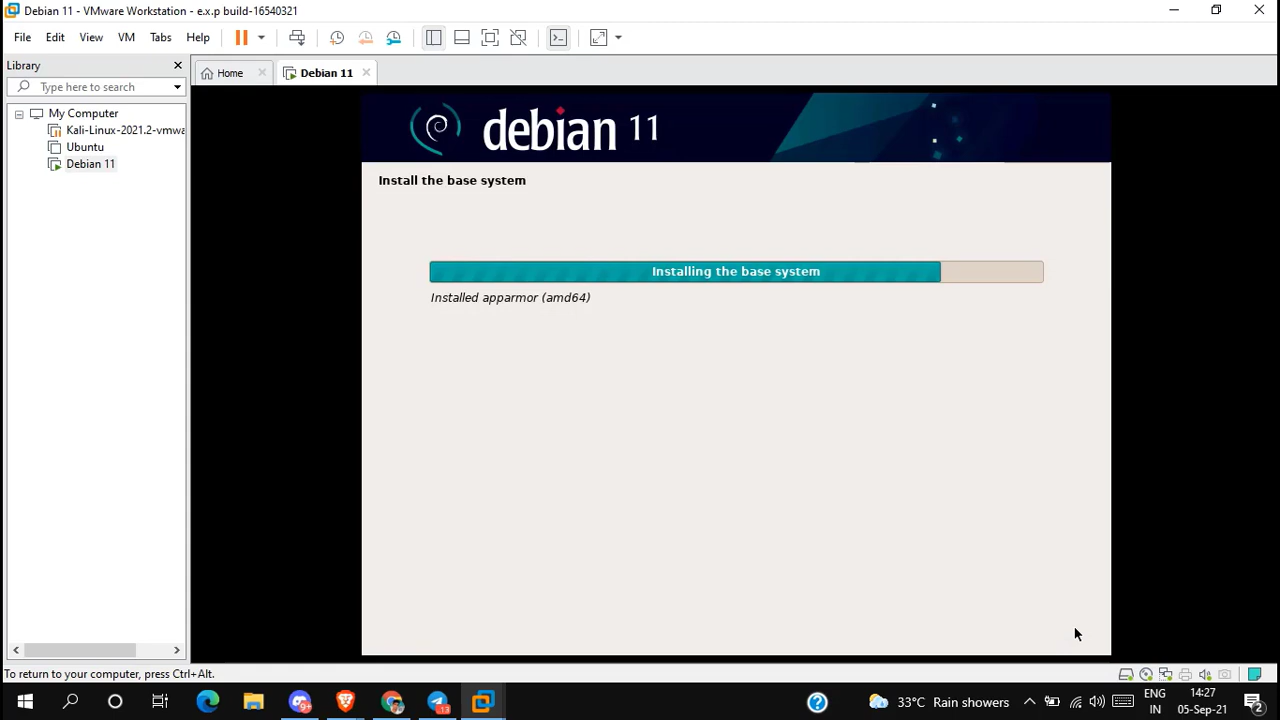 Debian 11 - VMware Workstation - e.x.p build-16540321
File Edit View VM Tabs Help
Library
Type here to search
Home
Debian 11
My Computer
Kali-Linux-2021.2-vmwa
Ubuntu
Debian 11
debian 11
Install the base system
Installing the base system
Installed apparmor (amd64)
To return to your computer, press Ctrl+Alt.
9+
13
33°C Rain showers
ENG
IN
14:27
05-Sep-21
2